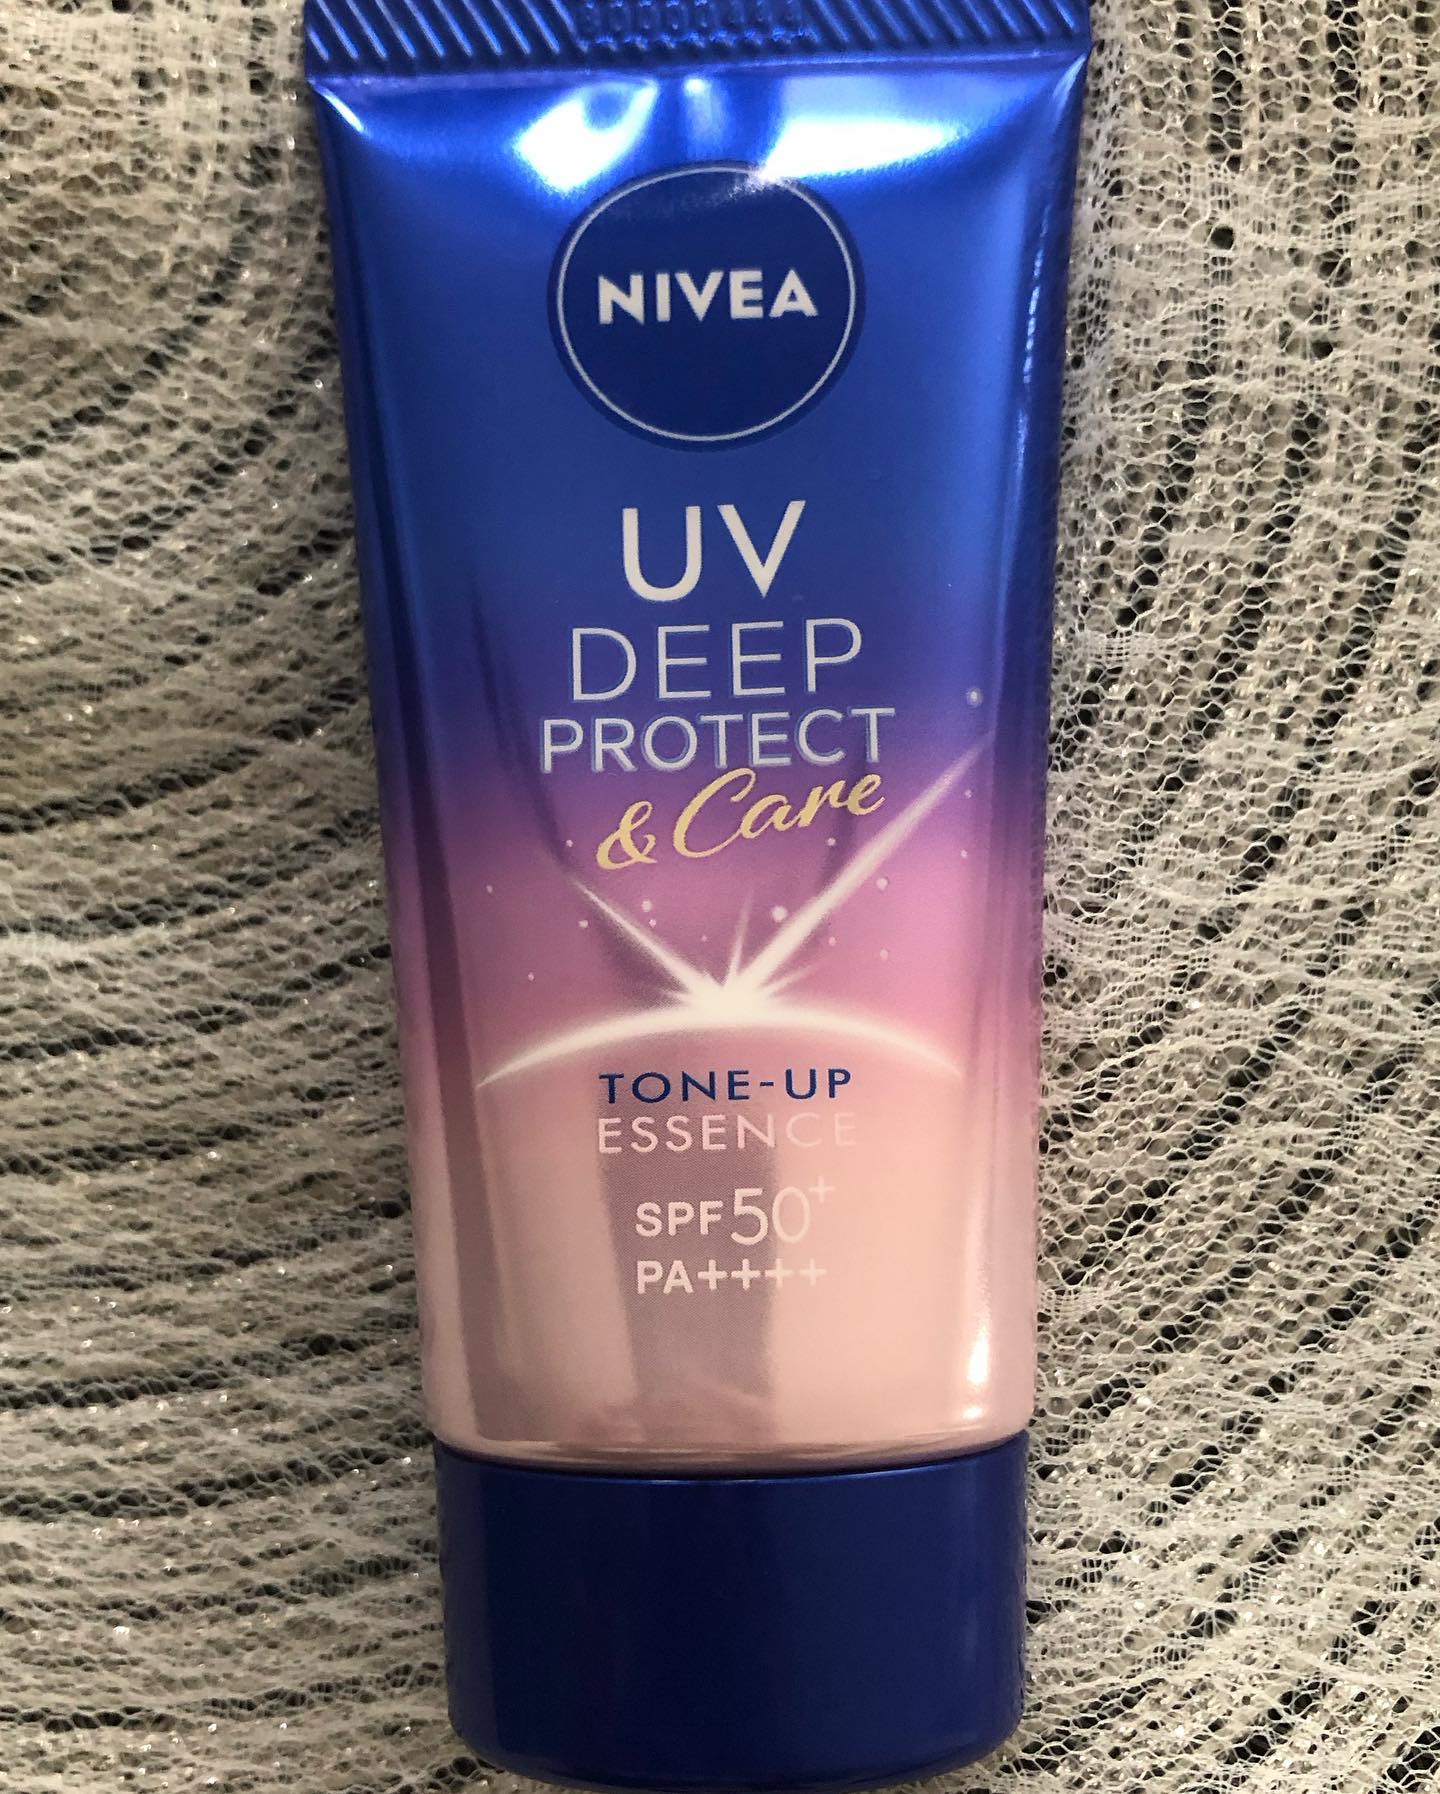 NIVEA
UV
DEEP
PROTECT
& Care
TONE-UP
ESSENCE
SPF50+
PA++++